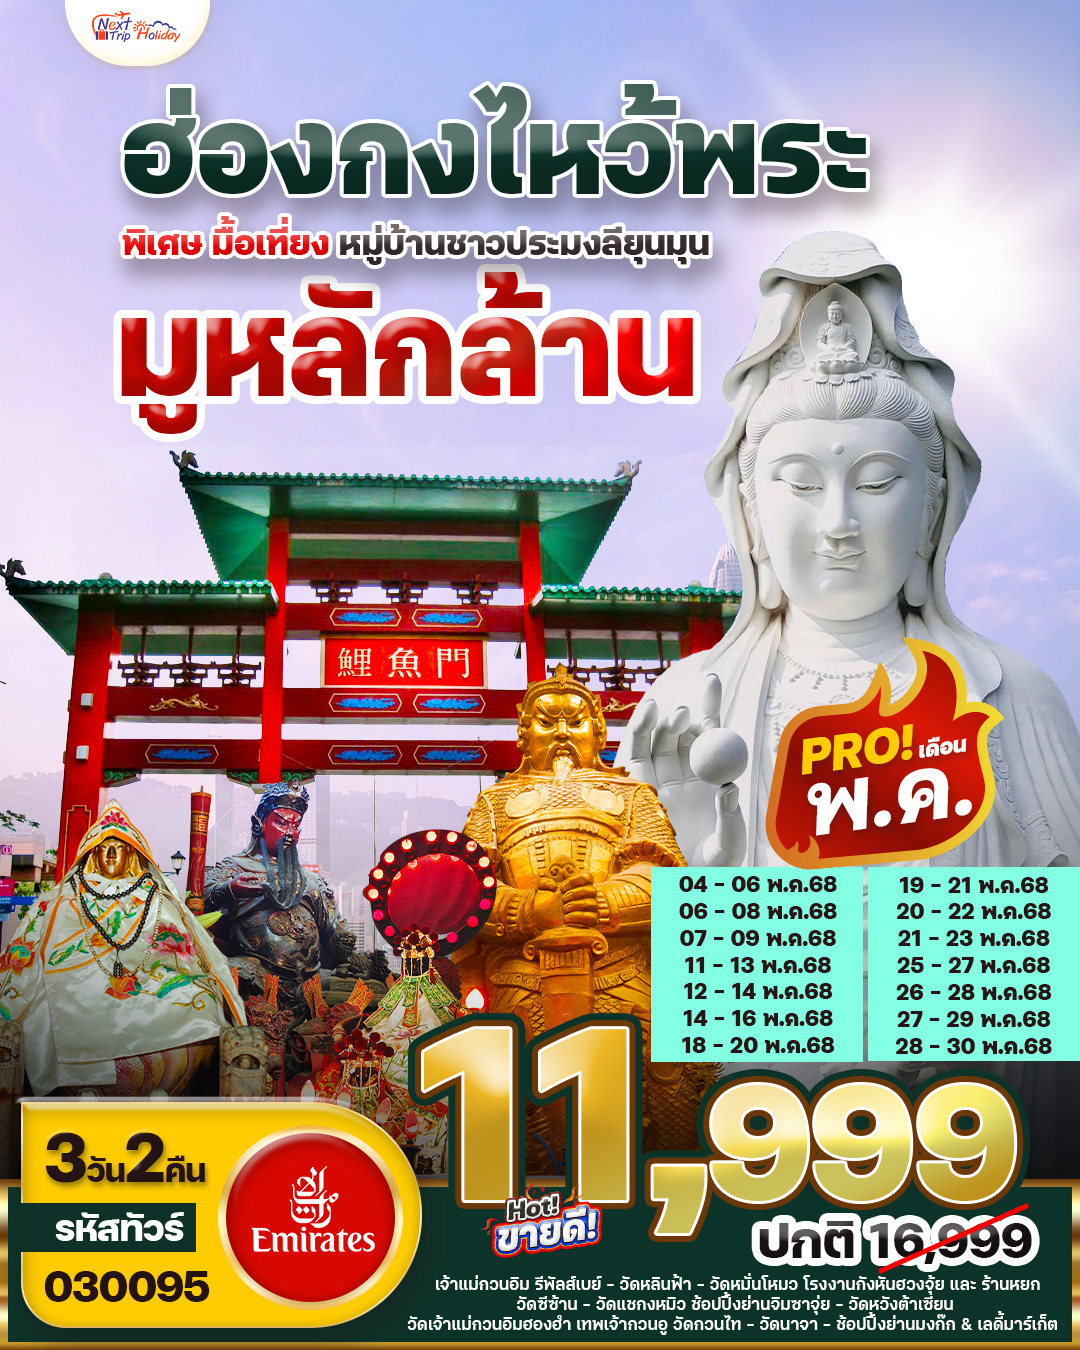 Next Trip Holiday
ฮ่องกงไหว้พระ
พิเศษ มื้อเที่ยง หมู่บ้านชาวประมงลียุนมุน
มูหลักล้าน
鯉魚門
PRO! เดือน
พ.ค.
04 - 06 พ.ค.68
06 - 08 พ.ค.68
07 - 09 พ.ค.68
11 - 13 พ.ค.68
12 - 14 พ.ค.68
14 - 16 พ.ค.68
18 - 20 พ.ค.68
19 - 21 พ.ค.68
20 - 22 พ.ค.68
21 - 23 พ.ค.68
25 - 27 พ.ค.68
26 - 28 พ.ค.68
27 - 29 พ.ค.68
28 - 30 พ.ค.68
11,999
Hot!
ขายดี!
ปกติ 16,999
3วัน2คืน
รหัสทัวร์
030095
Emirates
เจ้าแม่กวนอิม รีพัลส์เบย์ - วัดหลินฟ้า - วัดหมั่นโหมว โรงงานกังหันฮวงจุ้ย และ ร้านหยก
วัดซีซ้าน - วัดแชกงหมิว ช้อปปิ้งย่านจิมซาจุ่ย - วัดหวังต้าเซียน
วัดเจ้าแม่กวนอิมฮองฮำ เทพเจ้ากวนอู วัดกวนไท - วัดนาจา - ช้อปปิ้งย่านมงก๊ก & เลดี้มาร์เก็ต